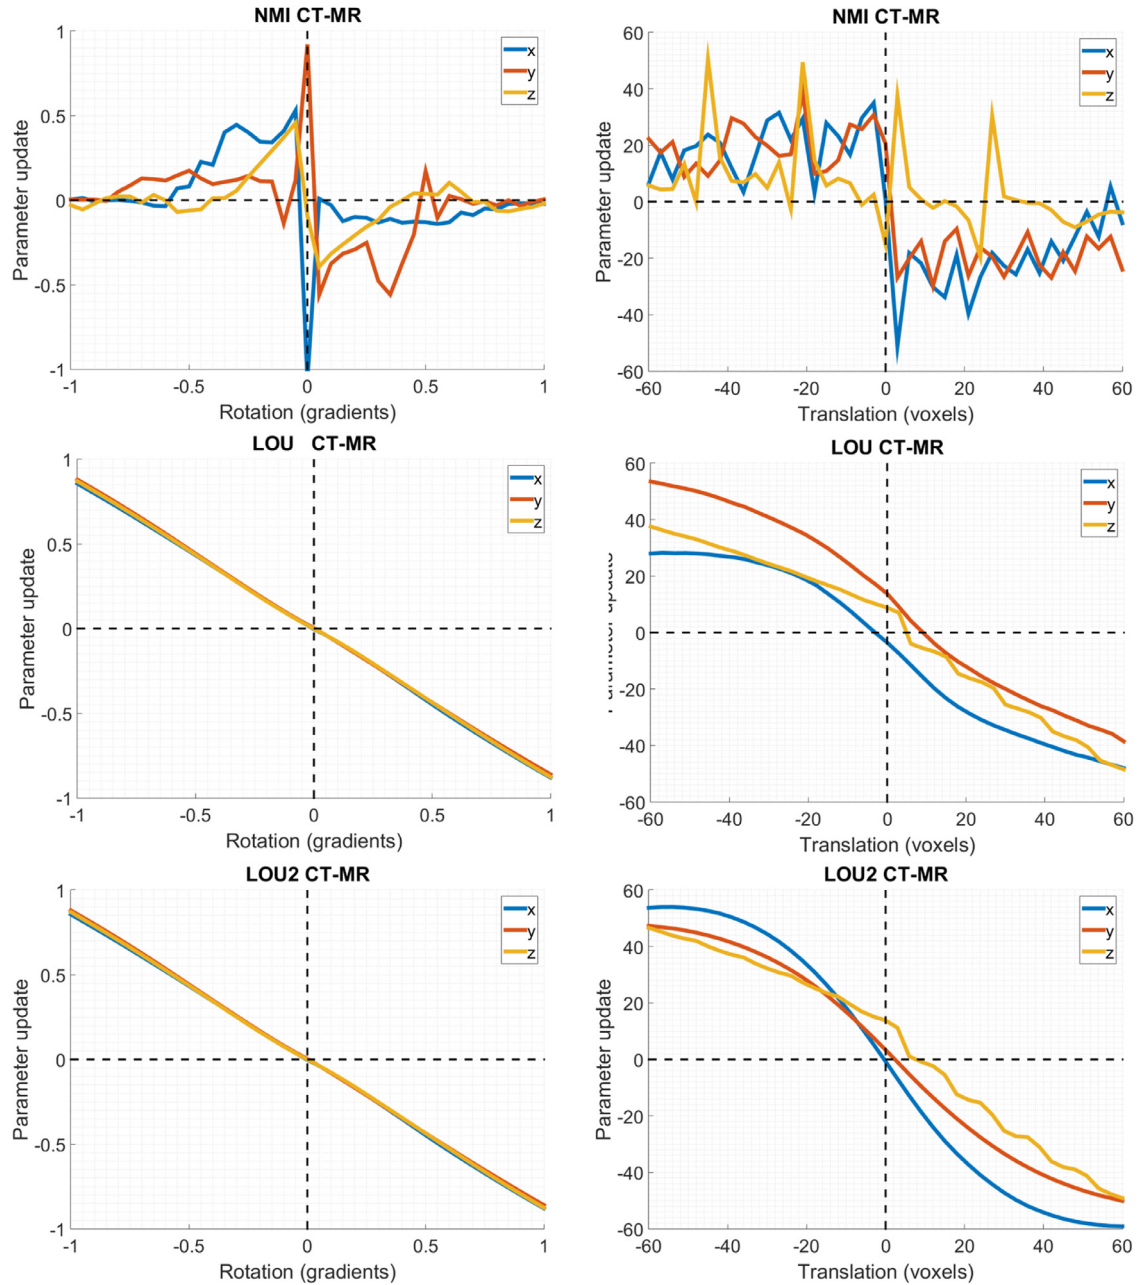 NMI CT-MR
1
0.5
0
-0.5
-1
Parameter update
x
y
z
-1 -0.5 0 0.5 1
Rotation (gradients)
NMI CT-MR
60
40
20
0
-20
-40
-60
Parameter update
x
y
z
-60 -40 -20 0 20 40 60
Translation (voxels)
LOU CT-MR
1
0.5
0
-0.5
-1
Parameter update
x
y
z
-1 -0.5 0 0.5 1
Rotation (gradients)
LOU CT-MR
60
40
20
0
-20
-40
-60
Parameter update
x
y
z
-60 -40 -20 0 20 40 60
Translation (voxels)
LOU2 CT-MR
1
0.5
0
-0.5
-1
Parameter update
x
y
z
-1 -0.5 0 0.5 1
Rotation (gradients)
LOU2 CT-MR
60
40
20
0
-20
-40
-60
Parameter update
x
y
z
-60 -40 -20 0 20 40 60
Translation (voxels)